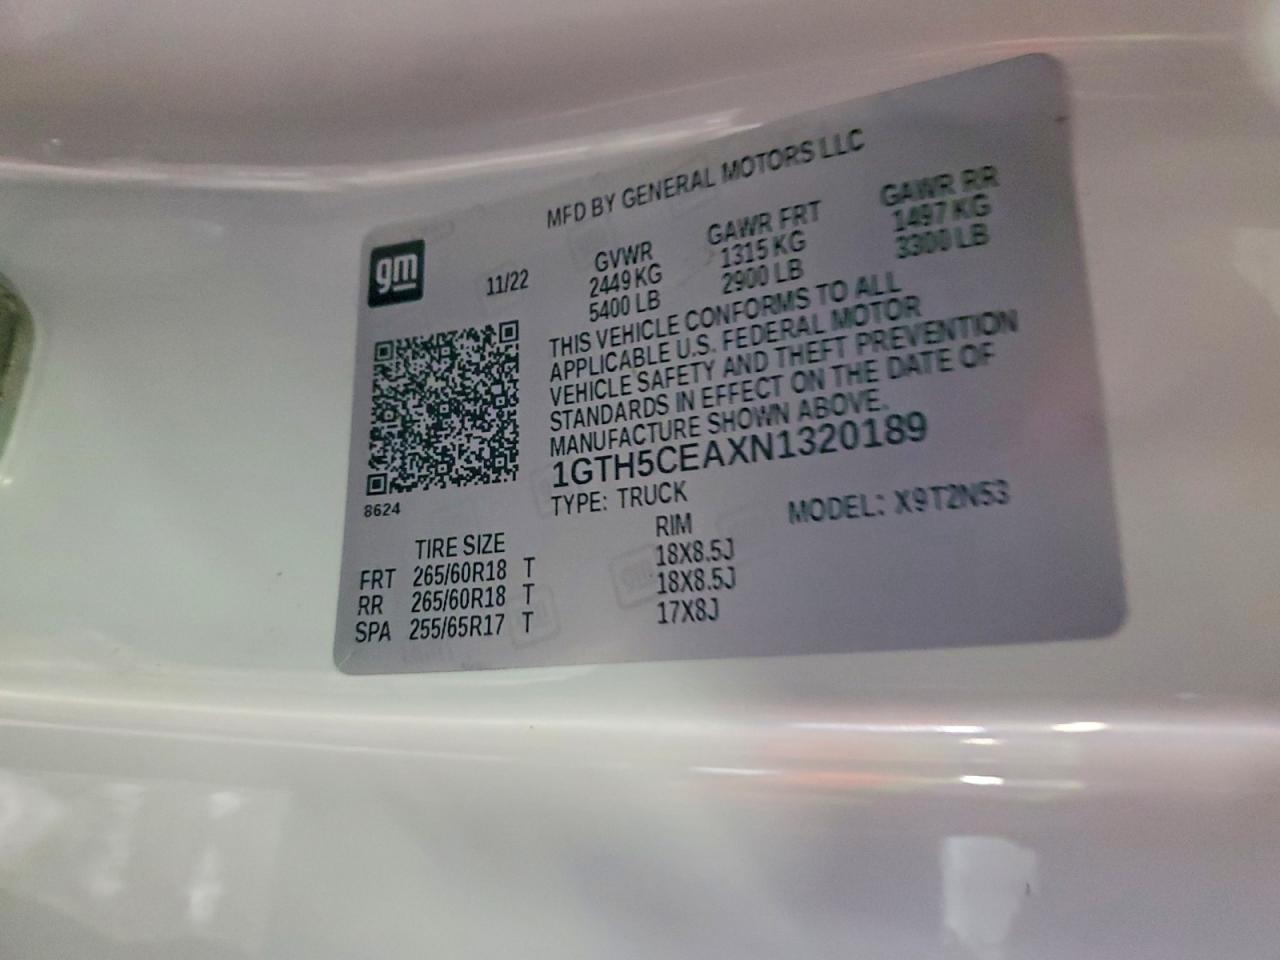 MFD BY GENERAL MOTORS LLC
gm
11/22
GVWR GAWR FRT GAWR RR
2449 KG 1315 KG 1497 KG
5400 LB 2900 LB 3300 LB
THIS VEHICLE CONFORMS TO ALL
APPLICABLE U.S. FEDERAL MOTOR
VEHICLE SAFETY AND THEFT PREVENTION
STANDARDS IN EFFECT ON THE DATE OF
MANUFACTURE SHOWN ABOVE.
1GTH5CEAXN1320189
TYPE: TRUCK MODEL: X9T2N53
8624
TIRE SIZE RIM
FRT 265/60R18 T 18X8.5J
RR 265/60R18 T 18X8.5J
SPA 255/65R17 T 17X8J